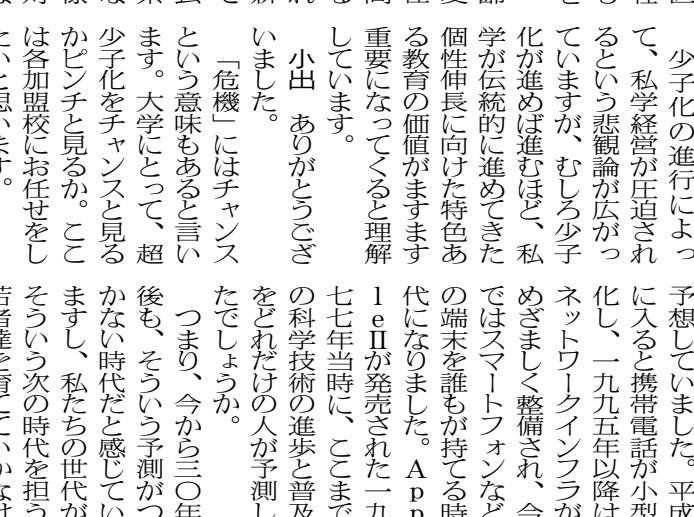 少子化の進行によっ
て、私学経営が圧迫され
るという悲観論が広がっ
ていますが、むしろ少子
化が進めば進むほど、私
学が伝統的に進めてきた
個性伸長に向けた特色あ
る教育の価値がますます
重要になってくると理解
しています。
小出　ありがとうござ
いました。
「危機」にはチャンス
という意味もあると言い
ます。大学にとって、超
少子化をチャンスと見る
かピンチと見るか。ここ
は各加盟校にお任せをし
たいと思います。
予想していました。平成
に入ると携帯電話が小型
化し、一九九五年以降は
ネットワークインフラが
めざましく整備され、今
ではスマートフォンなど
の端末を誰もが持てる時
代になりました。App
leⅡが発売された一九
七七年当時に、ここまで
の科学技術の進歩と普及
をどれだけの人が予測し
たでしょうか。
つまり、今から三〇年
後も、そういう予測がつ
かない時代だと感じてい
ますし、私たちの世代が
そういう次の時代を担う
若者達を育てていかなけ